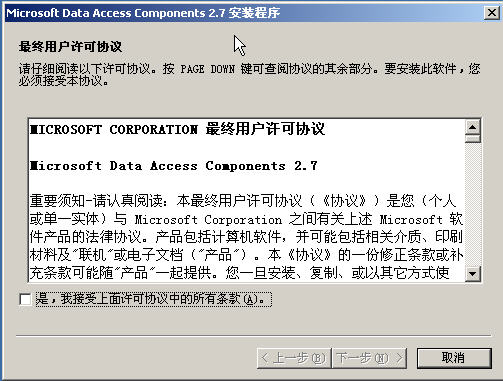 Microsoft Data Access Components 2.7 安装程序
最终用户许可协议
请仔细阅读以下许可协议。按 PAGE DOWN 键可查阅协议的其余部分。要安装此软件，您
必须接受本协议。
MICROSOFT CORPORATION 最终用户许可协议
Microsoft Data Access Components 2.7
重要须知-请认真阅读：本最终用户许可协议（《协议》）是您（个人
或单一实体）与 Microsoft Corporation 之间有关上述 Microsoft 软
件产品的法律协议。产品包括计算机软件，并可能包括相关介质、印刷
材料及"联机"或电子文档（"产品"）。本《协议》的一份修正条款或补
充条款可能随"产品"一起提供。您一旦安装、复制、或以其它方式使
是，我接受上面许可协议中的所有条款(A)。
< 上一步(B)
下一步(N) >
取消